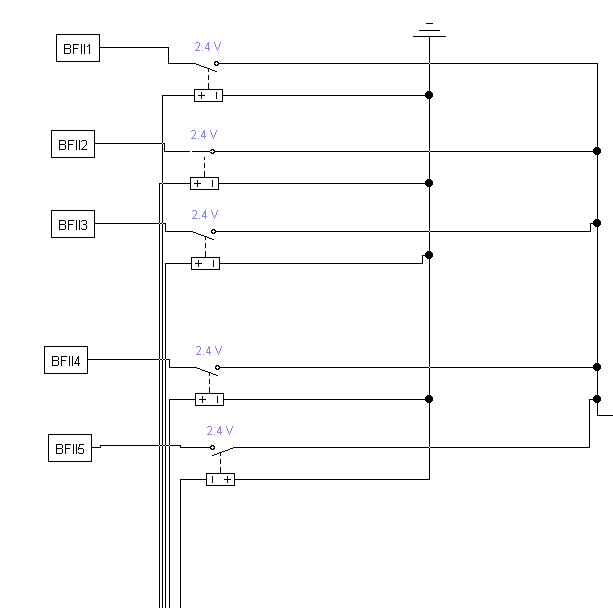 2.4 V
BFII1
+ I
2.4 V
BFII2
+ I
2.4 V
BFII3
+ I
2.4 V
BFII4
+ I
2.4 V
BFII5
I +